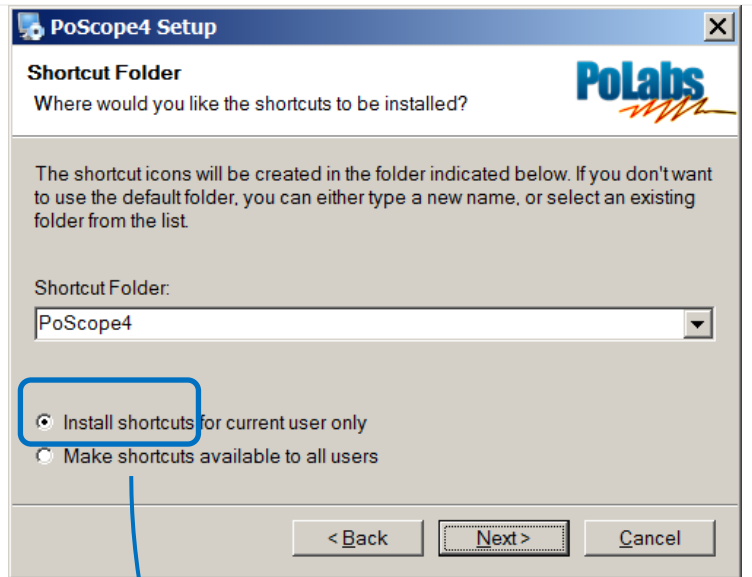 PoScope4 Setup
Shortcut Folder
Where would you like the shortcuts to be installed?
PoLabs
The shortcut icons will be created in the folder indicated below. If you don't want
to use the default folder, you can either type a new name, or select an existing
folder from the list.
Shortcut Folder:
PoScope4
Install shortcuts for current user only
Make shortcuts available to all users
< Back Next > Cancel